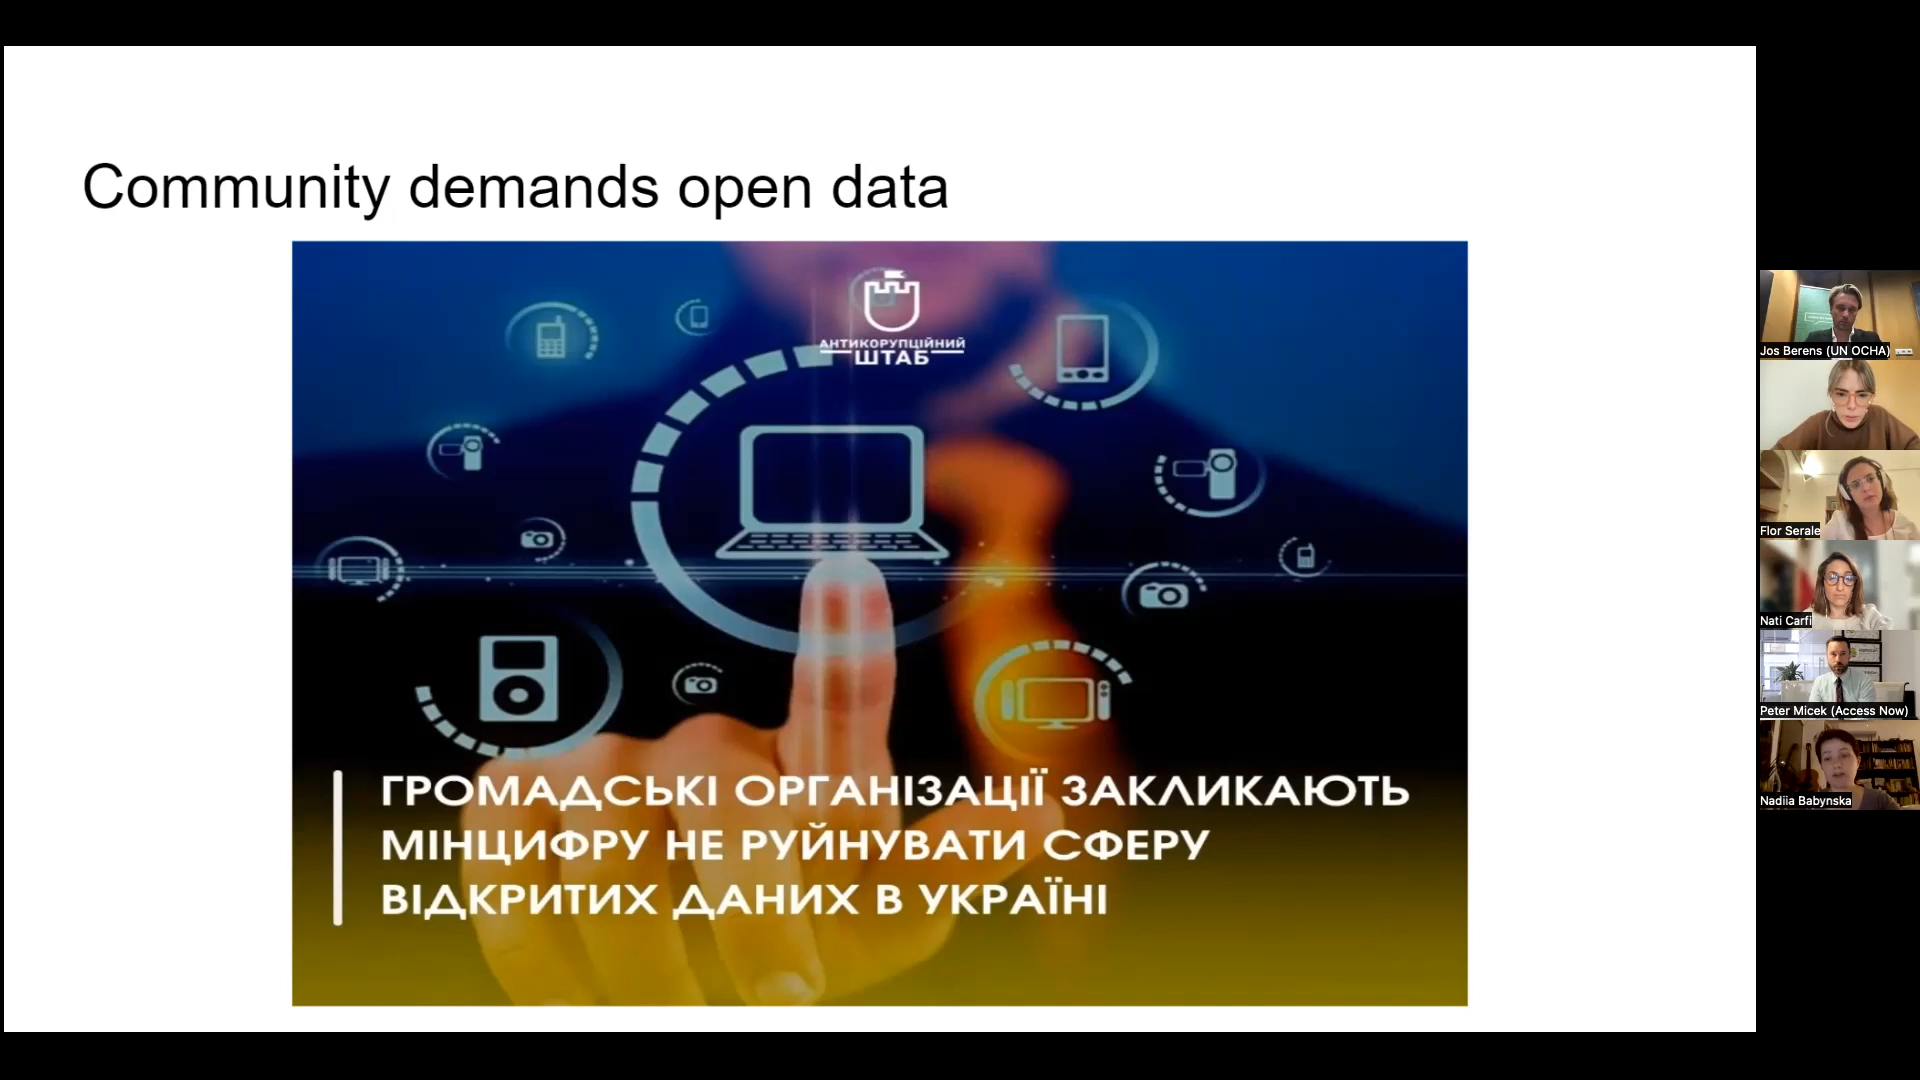 Community demands open data
АНТИКОРУПЦІЙНИЙ
ШТАБ
ГРОМАДСЬКІ ОРГАНІЗАЦІЇ ЗАКЛИКАЮТЬ
МІНЦИФРУ НЕ РУЙНУВАТИ СФЕРУ
ВІДКРИТИХ ДАНИХ В УКРАЇНІ
Jos Berens (UN OCHA)
Flor Serale
Nati Carfi
Peter Micek (Access Now)
Nadiia Babynska